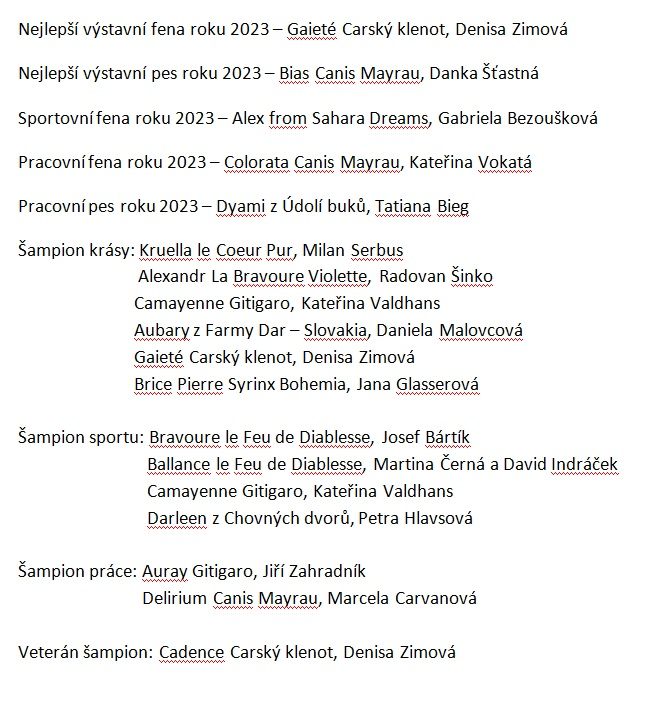 Nejlepší výstavní fena roku 2023 – Gaieté Carský klenot, Denisa Zimová
Nejlepší výstavní pes roku 2023 – Bias Canis Mayrau, Danka Šťastná
Sportovní fena roku 2023 – Alex from Sahara Dreams, Gabriela Bezoušková
Pracovní fena roku 2023 – Colorata Canis Mayrau, Kateřina Vokatá
Pracovní pes roku 2023 – Dyami z Údolí buků, Tatiana Bieg
Šampion krásy: Kruella le Coeur Pur, Milan Serbus
Alexandr La Bravoure Violette, Radovan Šinko
Camayenne Gitigaro, Kateřina Valdhans
Aubary z Farmy Dar – Slovakia, Daniela Malovcová
Gaieté Carský klenot, Denisa Zimová
Brice Pierre Syrinx Bohemia, Jana Glasserová
Šampion sportu: Bravoure le Feu de Diablesse, Josef Bártík
Ballance le Feu de Diablesse, Martina Černá a David Indráček
Camayenne Gitigaro, Kateřina Valdhans
Darleen z Chovných dvorů, Petra Hlavsová
Šampion práce: Auray Gitigaro, Jiří Zahradník
Delirium Canis Mayrau, Marcela Carvanová
Veterán šampion: Cadence Carský klenot, Denisa Zimová